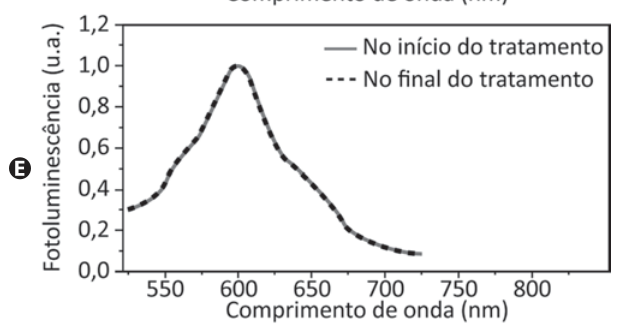 Comprimento de onda (nm)
Fotoluminescência (u.a.)
1,2
1,0
0,8
0,6
0,4
0,2
0,0
No início do tratamento
No final do tratamento
E
550 600 650 700 750 800
Comprimento de onda (nm)